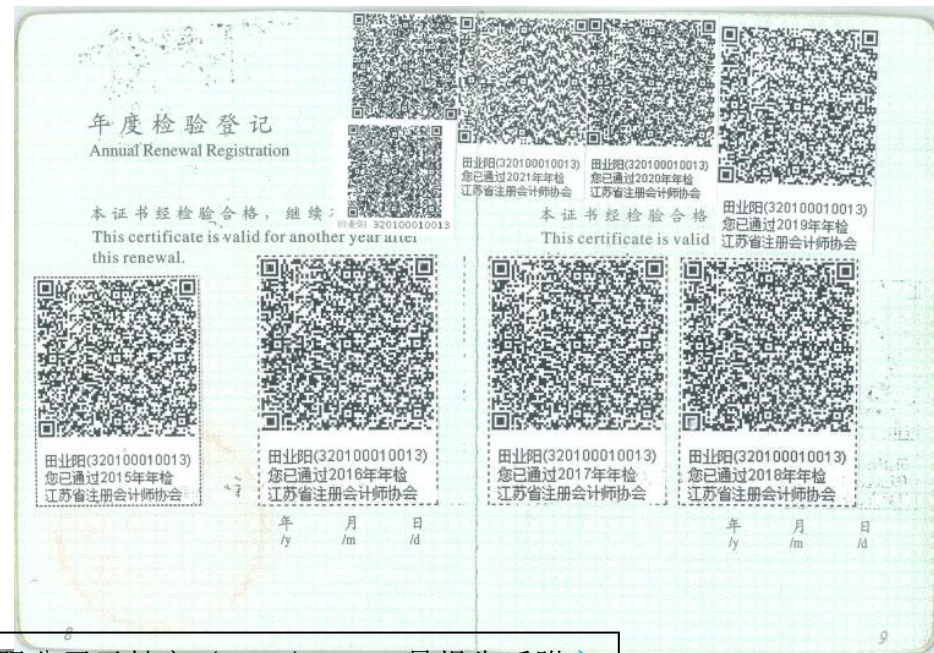 年度检验登记
Annual Renewal Registration
本证书经检验合格，继续
This certificate is valid for another year after
this renewal.
田业阳 320100010013
田业阳(320100010013)
您已通过2021年年检
江苏省注册会计师协会
田业阳(320100010013)
您已通过2020年年检
江苏省注册会计师协会
田业阳(320100010013)
您已通过2019年年检
江苏省注册会计师协会
本证书经检验合格
This certificate is valid
田业阳(320100010013)
您已通过2015年年检
江苏省注册会计师协会
田业阳(320100010013)
您已通过2016年年检
江苏省注册会计师协会
田业阳(320100010013)
您已通过2017年年检
江苏省注册会计师协会
田业阳(320100010013)
您已通过2018年年检
江苏省注册会计师协会
年 月 日
/y /m /d
年 月 日
/y /m /d
8
9